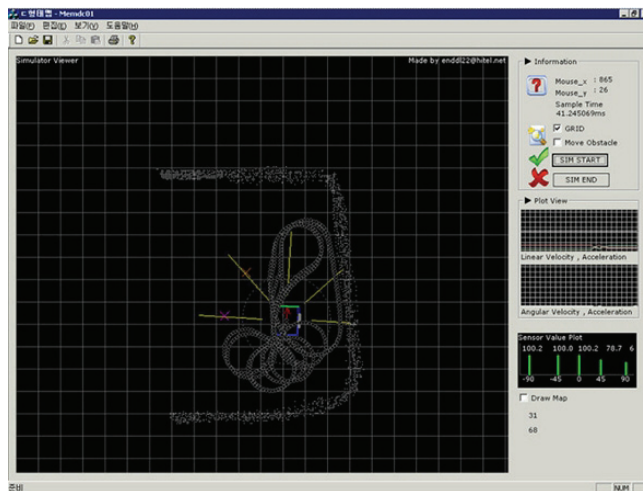 ㄷ형태맵 - Memdc01
파일(F) 편집(E) 보기(V) 도움말(H)
Simulator Viewer
Made by enddl22@hitel.net
Information
Mouse_x : 865
Mouse_y : 26
Sample Time
41.245069ms
GRID
Move Obstacle
SIM START
SIM END
Plot View
Linear Velocity , Acceleration
Angular Velocity , Acceleration
Sensor Value Plot
100.2 100.0 100.2 78.7 6
-90 -45 0 45 90
Draw Map
31
68
준비
NUM